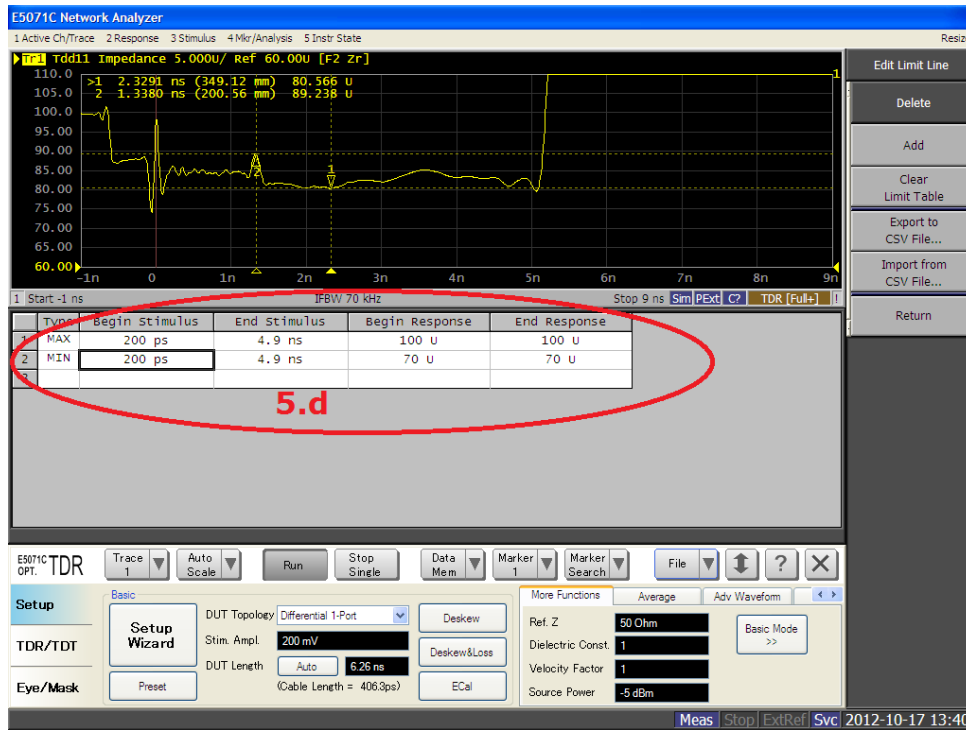 E5071C Network Analyzer
1 Active Ch/Trace 2 Response 3 Stimulus 4 Mkr/Analysis 5 Instr State
Resize
Tr1 Tdd11 Impedance 5.000U/ Ref 60.00U [F2 Zr]
110.0
>1 2.3291 ns (349.12 mm) 80.566 U
105.0
2 1.3380 ns (200.56 mm) 89.238 U
100.0
95.00
90.00
85.00
80.00
75.00
70.00
65.00
60.00
1
2
1
-1n 0 1n 2n 3n 4n 5n 6n 7n 8n 9n
1 Start -1 ns IFBW 70 kHz Stop 9 ns Sim PExt C? TDR [Full+] !
Type Begin Stimulus End Stimulus Begin Response End Response
1 MAX 200 ps 4.9 ns 100 U 100 U
2 MIN 200 ps 4.9 ns 70 U 70 U
3
5.d
Edit Limit Line
Delete
Add
Clear
Limit Table
Export to
CSV File...
Import from
CSV File...
Return
E5071C
OPT. TDR
Trace
1
Auto
Scale
Run
Stop
Single
Data
Mem
Marker
1
Marker
Search
File
?
X
Setup
TDR/TDT
Eye/Mask
Basic
Setup
Wizard
Preset
DUT Topology Differential 1-Port
Stim. Ampl. 200 mV
DUT Length Auto 6.26 ns
(Cable Length = 406.3ps)
Deskew
Deskew&Loss
ECal
More Functions Average Adv Waveform
Ref. Z 50 Ohm
Dielectric Const. 1
Velocity Factor 1
Source Power -5 dBm
Basic Mode
>>
Meas Stop ExtRef Svc 2012-10-17 13:40